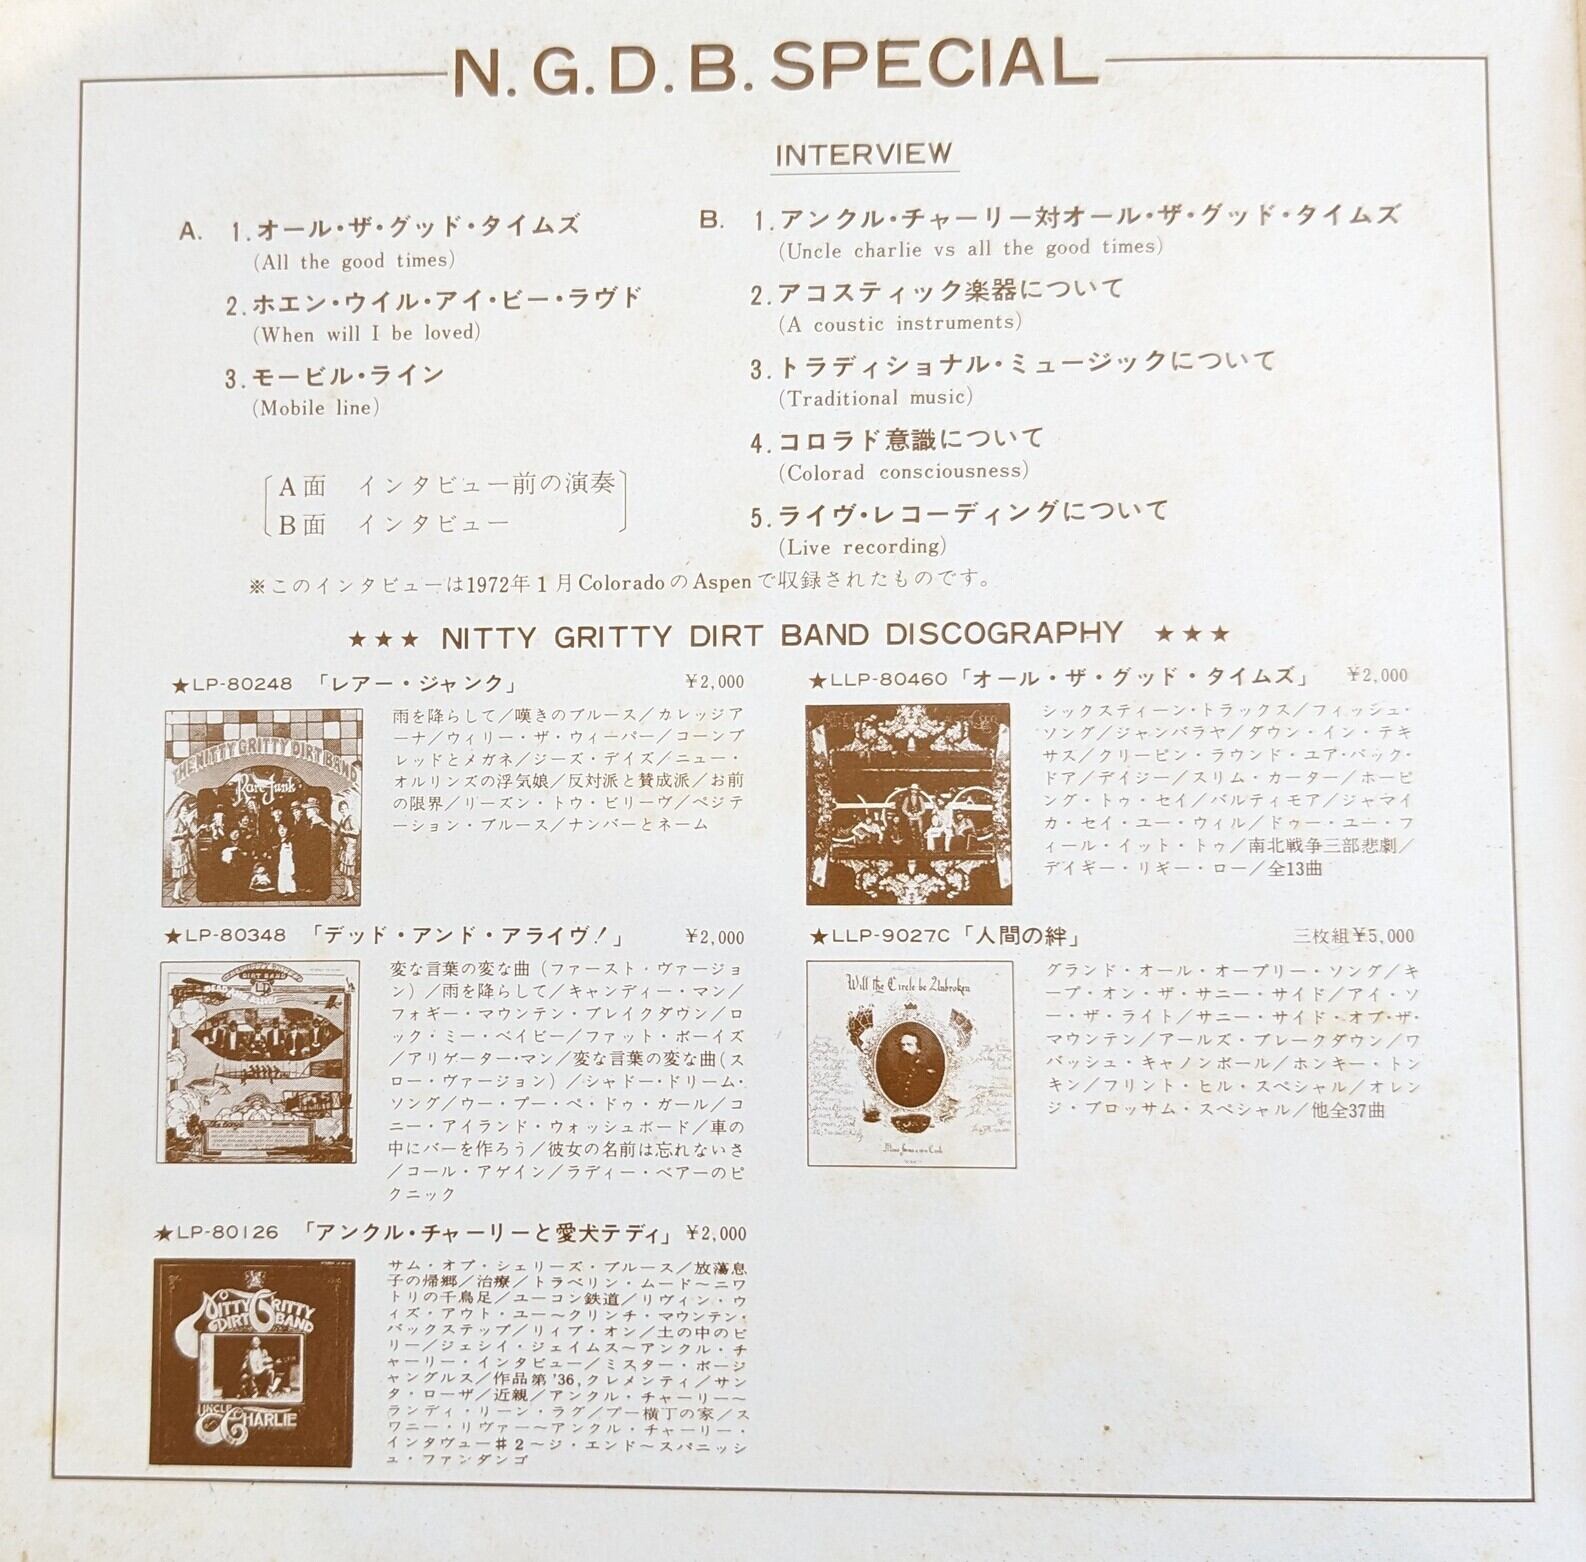 N.G.D.B. SPECIAL
INTERVIEW
A. 1.オール・ザ・グッド・タイムズ
(All the good times)
2.ホエン・ウイル・アイ・ビー・ラヴド
(When will I be loved)
3.モービル・ライン
(Mobile line)
A面 インタビュー前の演奏
B面 インタビュー
B. 1.アンクル・チャーリー対オール・ザ・グッド・タイムズ
(Uncle charlie vs all the good times)
2.アコスティック楽器について
(A coustic instruments)
3.トラディショナル・ミュージックについて
(Traditional music)
4.コロラド意識について
(Colorad consciousness)
5.ライヴ・レコーディングについて
(Live recording)
※このインタビューは1972年1月ColoradoのAspenで収録されたものです。
★★★ NITTY GRITTY DIRT BAND DISCOGRAPHY ★★★
★LP-80248 「レアー・ジャンク」 ¥2,000
THE NITTY GRITTY DIRT BAND
Rare Junk
雨を降らして／嘆きのブルース／カレッジア
ーナ／ウィリー・ザ・ウィーパー／コーンブ
レッドとメガネ／ジーズ・デイズ／ニュー・
オルリンズの浮気娘／反対派と賛成派／お前
の限界／リーズン・トウ・ビリーヴ／ベジテ
ーション・ブルース／ナンバーとネーム
★LP-80348 「デッド・アンド・アライヴ！」 ¥2,000
DIRT BAND
変な言葉の変な曲（ファースト・ヴァージョ
ン）／雨を降らして／キャンディー・マン／
フォギー・マウンテン・ブレイクダウン／ロ
ック・ミー・ベイビー／ファット・ボーイズ
／アリゲーター・マン／変な言葉の変な曲（ス
ロー・ヴァージョン）／シャドー・ドリーム・
ソング／ウー・プー・ペ・ドゥ・ガール／コ
ニー・アイランド・ウォッシュボード／車の
中にバーを作ろう／彼女の名前は忘れないさ
／コール・アゲイン／ラディー・ベアーのピ
クニック
★LP-80126 「アンクル・チャーリーと愛犬テディ」 ¥2,000
NITTY GRITTY
DIRT BAND
UNCLE
CHARLIE
サム・オブ・シェリーズ・ブルース／放蕩息
子の帰郷／治療／トラベリン・ムード～ニワ
トリの千鳥足／ユーコン鉄道／リヴィン・ウ
ィズ・アウト・ユー～クリンチ・マウンテン・
バックステップ／リィプ・オン／土の中のビ
リー／ジェシイ・ジェイムス～アンクル・チ
ャーリー・インタビュー／ミスター・ボージ
ャングルス／作品第'36,クレメンティ／サン
タ・ローザ／近親／アンクル・チャーリー～
ランディ・リーン・ラグ／プー横丁の家／ス
ワニー・リヴァー～アンクル・チャーリー・
インタヴュー♯2～ジ・エンド～スパニッシ
ュ・ファンダンゴ
★LLP-80460「オール・ザ・グッド・タイムズ」 ¥2,000
シックスティーン・トラックス／フィッシュ・
ソング／ジャンバラヤ／ダウン・イン・テキ
サス／クリーピン・ラウンド・ユア・バック・
ドア／デイジー／スリム・カーター／ホーピ
ング・トゥ・セイ／バルティモア／ジャマイ
カ・セイ・ユー・ウィル／ドゥー・ユー・フ
ィール・イット・トゥ／南北戦争三部悲劇／
デイギー・リギー・ロー／全13曲
★LLP-9027C「人間の絆」 三枚組¥5,000
Will the Circle be Unbroken
グランド・オール・オープリー・ソング／キ
ープ・オン・ザ・サニー・サイド／アイ・ソ
ー・ザ・ライト／サニー・サイド・オブ・ザ・
マウンテン／アールズ・ブレークダウン／ワ
バッシュ・キャノンボール／ホンキー・トン
キン／フリント・ヒル・スペシャル／オレン
ジ・ブロッサム・スペシャル／他全37曲